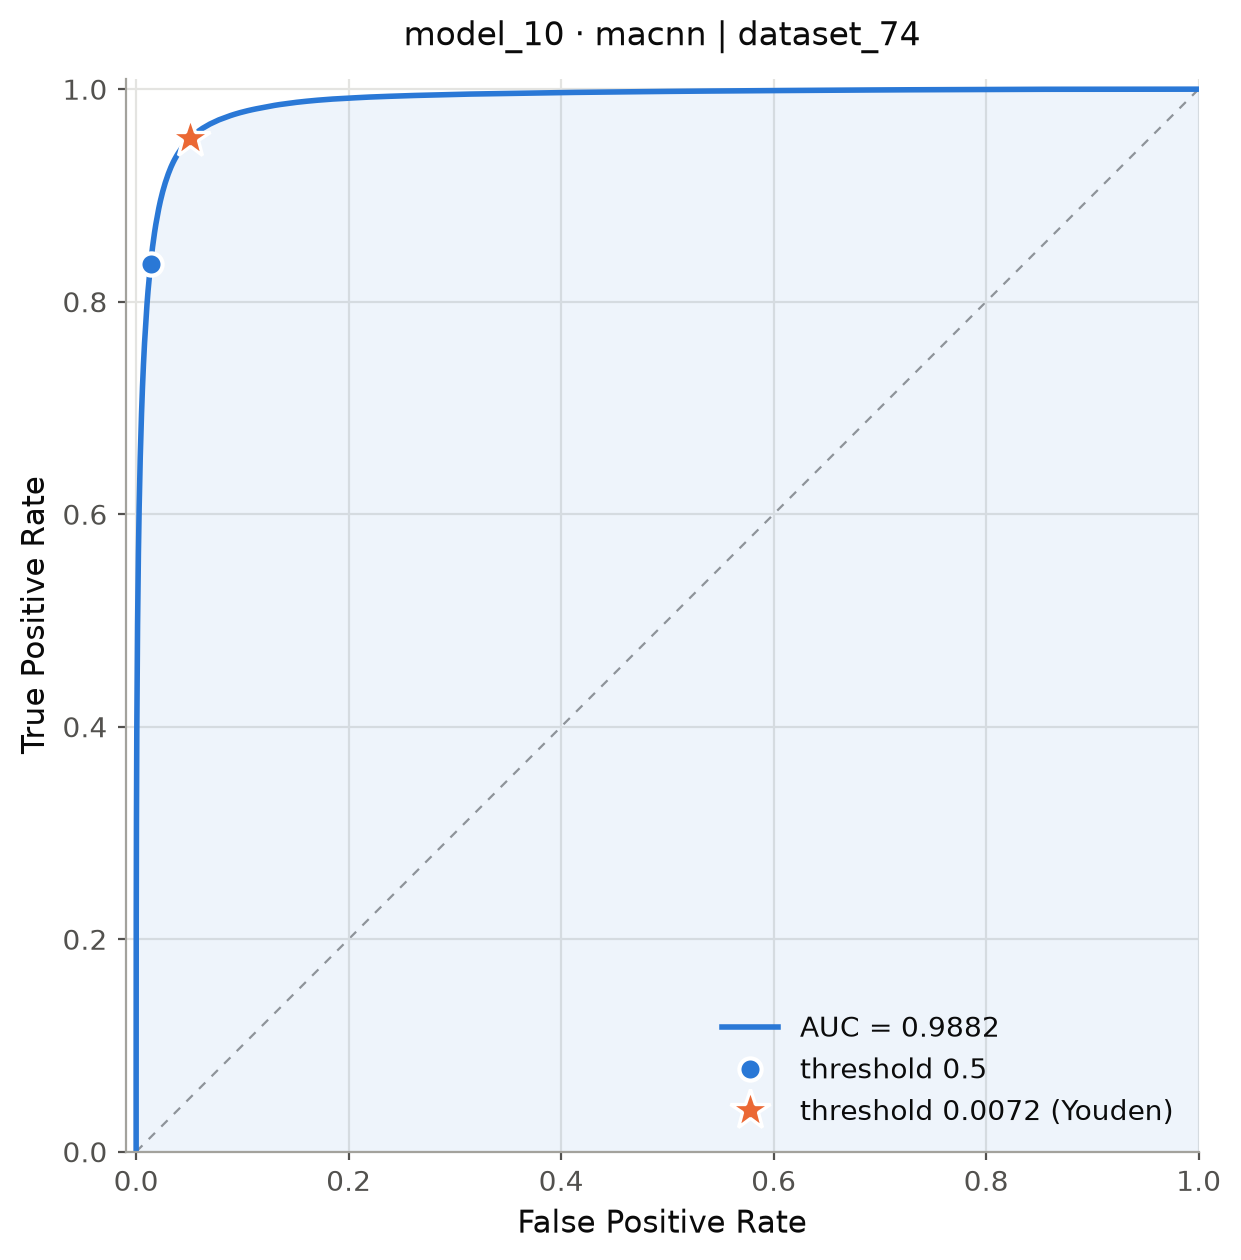 model_10 · macnn | dataset_74
True Positive Rate
1.0
0.8
0.6
0.4
0.2
0.0
0.0 0.2 0.4 0.6 0.8 1.0
False Positive Rate
AUC = 0.9882
threshold 0.5
threshold 0.0072 (Youden)